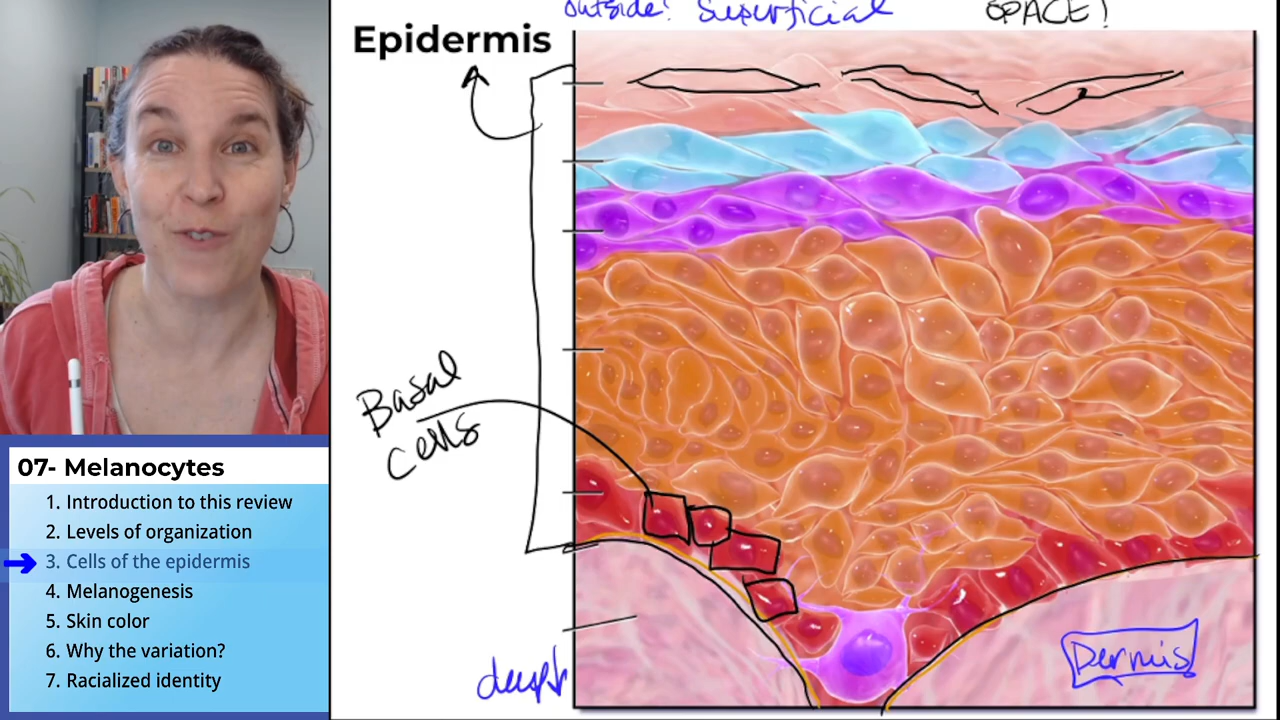 outside! Superficial SPACE!
Epidermis
Basal
Cells
07- Melanocytes
1. Introduction to this review
2. Levels of organization
3. Cells of the epidermis
4. Melanogenesis
5. Skin color
6. Why the variation?
7. Racialized identity
Dermis